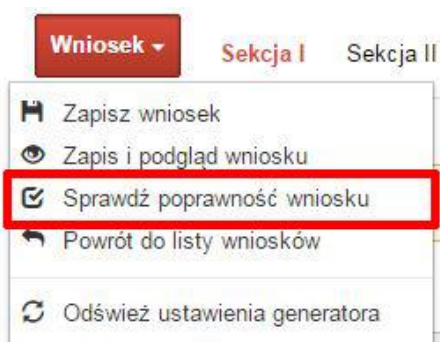 Wniosek
Sekcja I
Sekcja II
Zapisz wniosek
Zapis i podgląd wniosku
Sprawdź poprawność wniosku
Powrót do listy wniosków
Odśwież ustawienia generatora